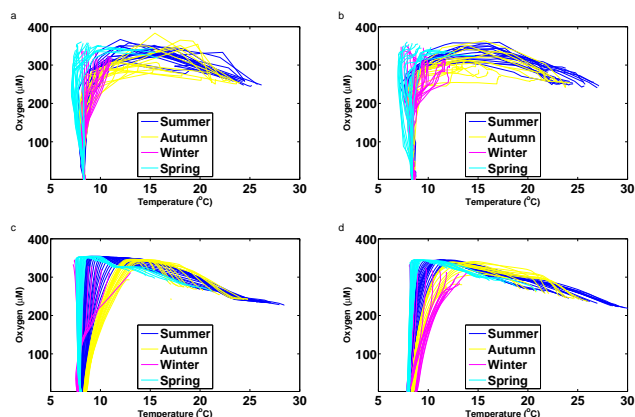 a
400
300
200
100
Oxygen (μM)
5 10 15 20 25 30
Temperature (°C)
Summer
Autumn
Winter
Spring
b
400
300
200
100
Oxygen (μM)
5 10 15 20 25 30
Temperature (°C)
Summer
Autumn
Winter
Spring
c
400
300
200
100
Oxygen (μM)
5 10 15 20 25 30
Temperature (°C)
Summer
Autumn
Winter
Spring
d
400
300
200
100
Oxygen (μM)
5 10 15 20 25 30
Temperature (°C)
Summer
Autumn
Winter
Spring